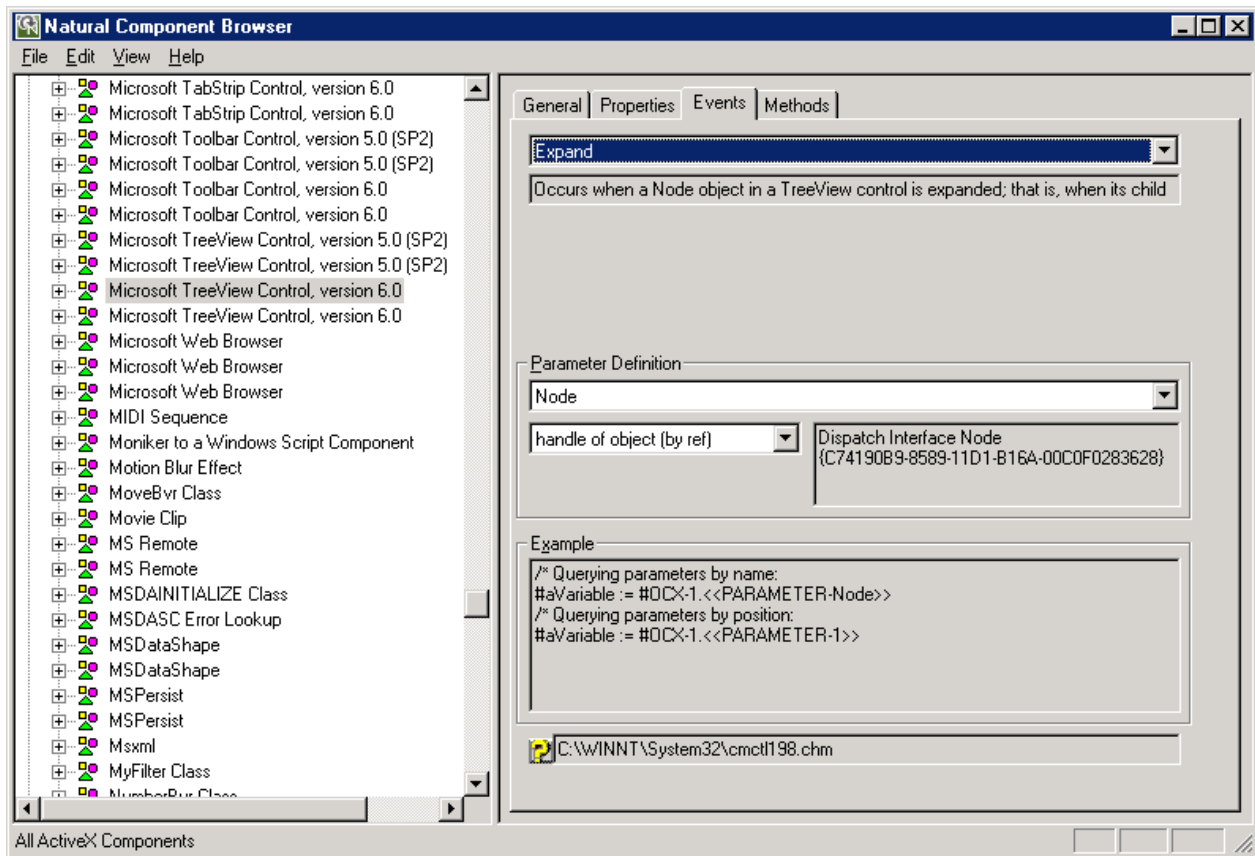 Natural Component Browser
File Edit View Help
Microsoft TabStrip Control, version 6.0
Microsoft TabStrip Control, version 6.0
Microsoft Toolbar Control, version 5.0 (SP2)
Microsoft Toolbar Control, version 5.0 (SP2)
Microsoft Toolbar Control, version 6.0
Microsoft Toolbar Control, version 6.0
Microsoft TreeView Control, version 5.0 (SP2)
Microsoft TreeView Control, version 5.0 (SP2)
Microsoft TreeView Control, version 6.0
Microsoft TreeView Control, version 6.0
Microsoft Web Browser
Microsoft Web Browser
Microsoft Web Browser
MIDI Sequence
Moniker to a Windows Script Component
Motion Blur Effect
MoveBvr Class
Movie Clip
MS Remote
MS Remote
MSDAINITIALIZE Class
MSDASC Error Lookup
MSDataShape
MSDataShape
MSPersist
MSPersist
Msxml
MyFilter Class
NumberBvr Class
General Properties Events Methods
Expand
Occurs when a Node object in a TreeView control is expanded; that is, when its child
Parameter Definition
Node
handle of object (by ref)
Dispatch Interface Node
{C74190B9-8589-11D1-B16A-00C0F0283628}
Example
/* Querying parameters by name:
#aVariable := #OCX-1.<<PARAMETER-Node>>
/* Querying parameters by position:
#aVariable := #OCX-1.<<PARAMETER-1>>
C:\WINNT\System32\cmctl198.chm
All ActiveX Components